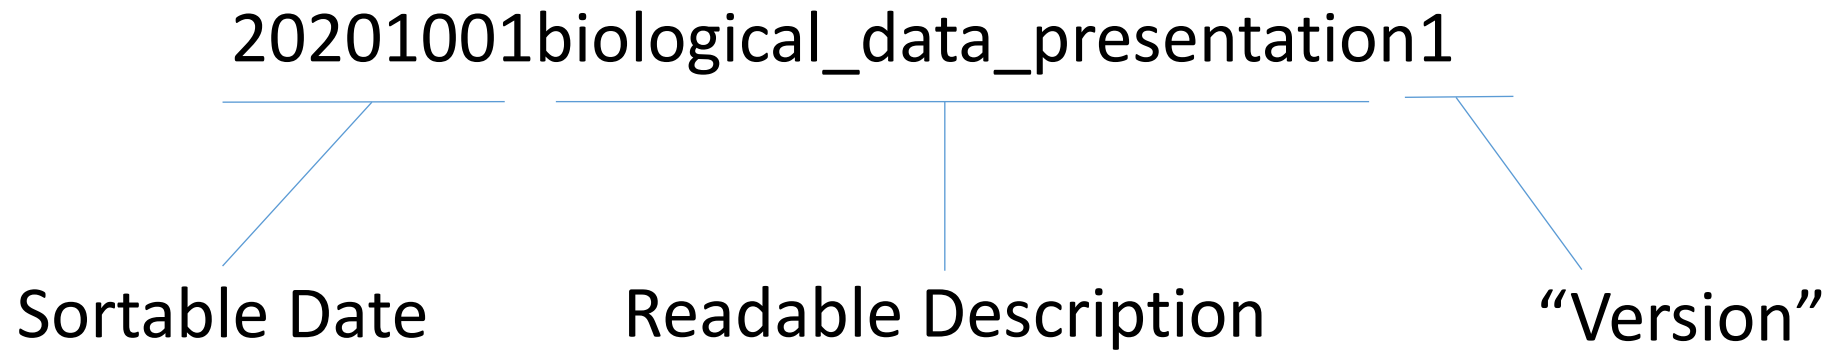 20201001biological_data_presentation1
Sortable Date
Readable Description
“Version”